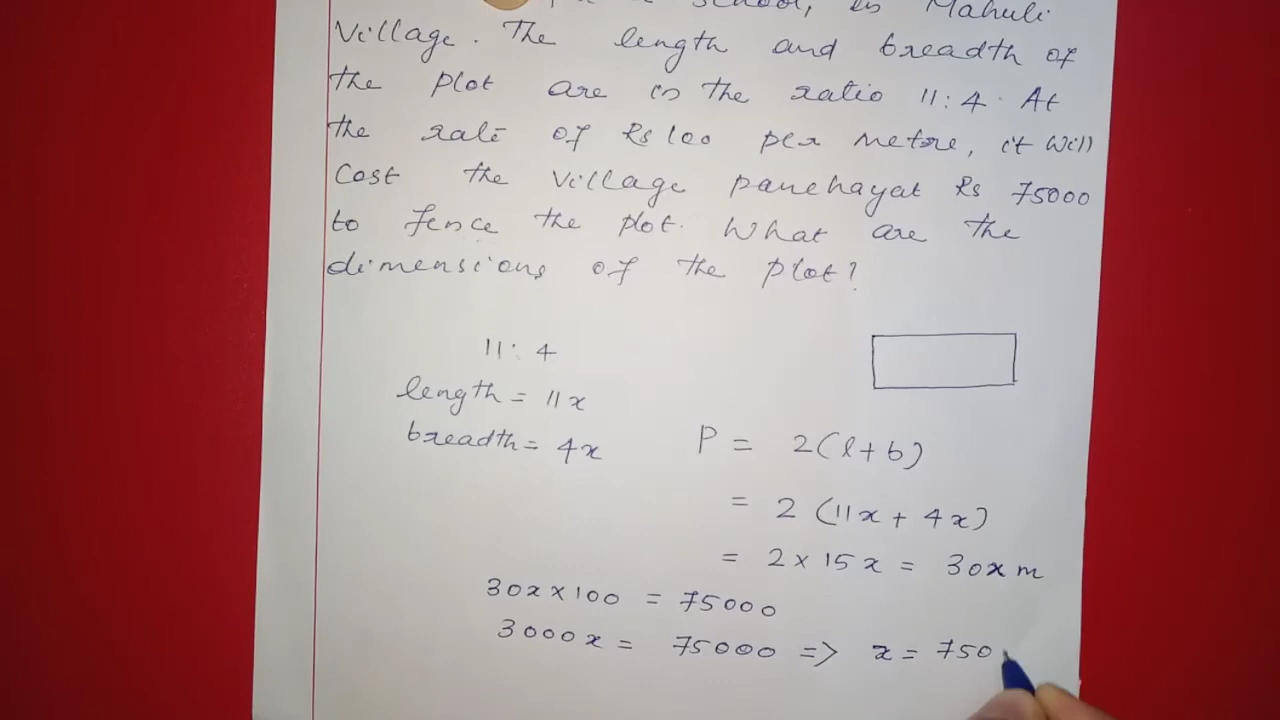 school, in Mahuli
Village. The length and breadth of
the plot are in the ratio 11:4. At
the rate of Rs 100 per metre, it will
cost the village panchayat Rs 75000
to fence the plot. What are the
dimensions of the plot?
11:4
length = 11x
breadth = 4x
P = 2(l+b)
= 2 (11x + 4x)
= 2 × 15x = 30x m
30x × 100 = 75000
3000x = 75000 => x = 750